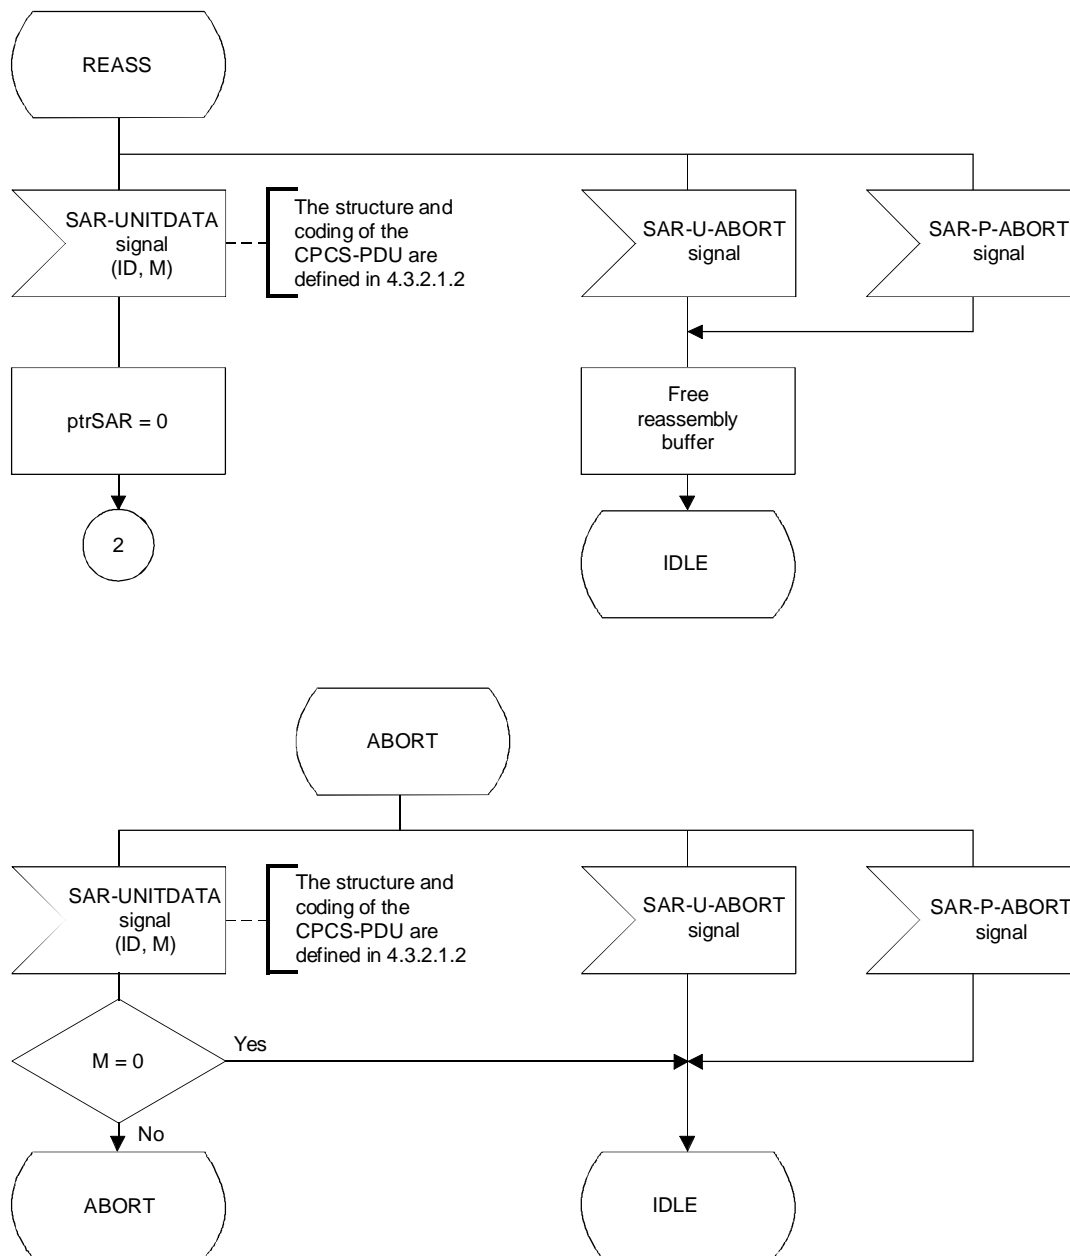 REASS
SAR-UNITDATA
signal
(ID, M)
The structure and
coding of the
CPCS-PDU are
defined in 4.3.2.1.2
SAR-U-ABORT
signal
SAR-P-ABORT
signal
ptrSAR = 0
Free
reassembly
buffer
2
IDLE
ABORT
SAR-UNITDATA
signal
(ID, M)
The structure and
coding of the
CPCS-PDU are
defined in 4.3.2.1.2
SAR-U-ABORT
signal
SAR-P-ABORT
signal
M = 0
Yes
No
ABORT
IDLE